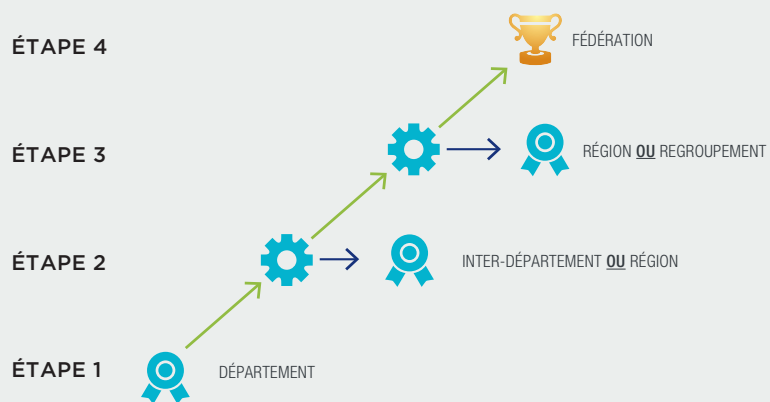 ÉTAPE 4
FÉDÉRATION
ÉTAPE 3
RÉGION OU REGROUPEMENT
ÉTAPE 2
INTER-DÉPARTEMENT OU RÉGION
ÉTAPE 1
DÉPARTEMENT